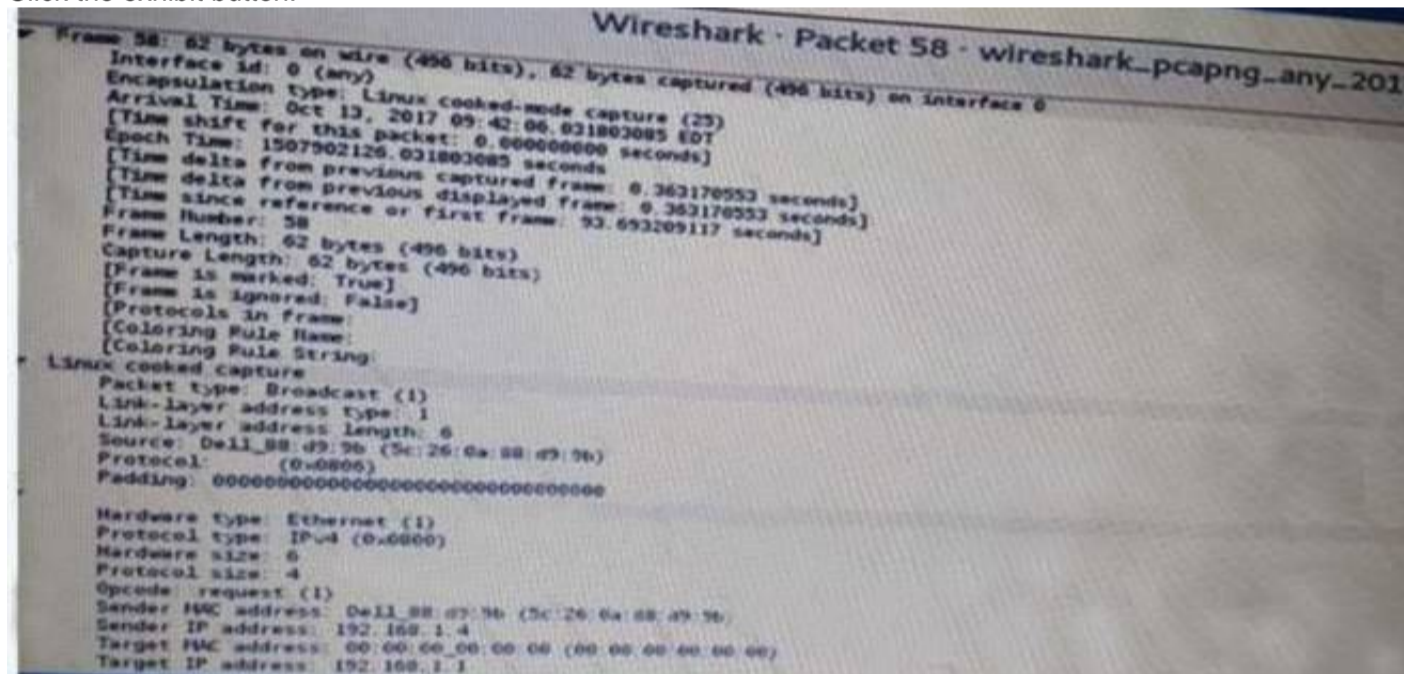 Click the exhibit button.
Wireshark · Packet 58 · wireshark_pcapng_any_201
Frame 58: 62 bytes on wire (496 bits), 62 bytes captured (496 bits) on interface 0
Interface id: 0 (any)
Encapsulation type: Linux cooked-mode capture (25)
Arrival Time: Oct 13, 2017 09:42:06.031803085 EDT
[Time shift for this packet: 0.000000000 seconds]
Epoch Time: 1507902126.031803085 seconds
[Time delta from previous captured frame: 0.363170553 seconds]
[Time delta from previous displayed frame: 0.363170553 seconds]
[Time since reference or first frame: 93.693209117 seconds]
Frame Number: 58
Frame Length: 62 bytes (496 bits)
Capture Length: 62 bytes (496 bits)
[Frame is marked: True]
[Frame is ignored: False]
[Protocols in frame:
[Coloring Rule Name:
[Coloring Rule String:
Linux cooked capture
Packet type: Broadcast (1)
Link-layer address type: 1
Link-layer address length: 6
Source: Dell_88:d9:9b (5c:26:0a:88:d9:9b)
Protocol: (0x0806)
Padding: 00000000000000000000000000000000
Hardware type: Ethernet (1)
Protocol type: IPv4 (0x0800)
Hardware size: 6
Protocol size: 4
Opcode: request (1)
Sender MAC address: Dell_88:d9:9b (5c:26:0a:88:d9:9b)
Sender IP address: 192.168.1.4
Target MAC address: 00:00:00_00:00:00 (00:00:00:00:00:00)
Target IP address: 192.168.1.1